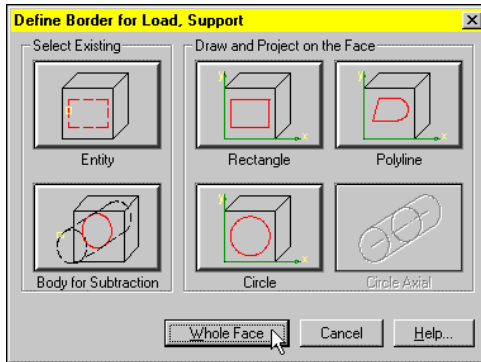 Define Border for Load, Support
Select Existing
Draw and Project on the Face
y
x
y
x
Entity
Rectangle
Polyline
y
x
Body for Subtraction
Circle
Circle Axial
Whole Face
Cancel
Help...